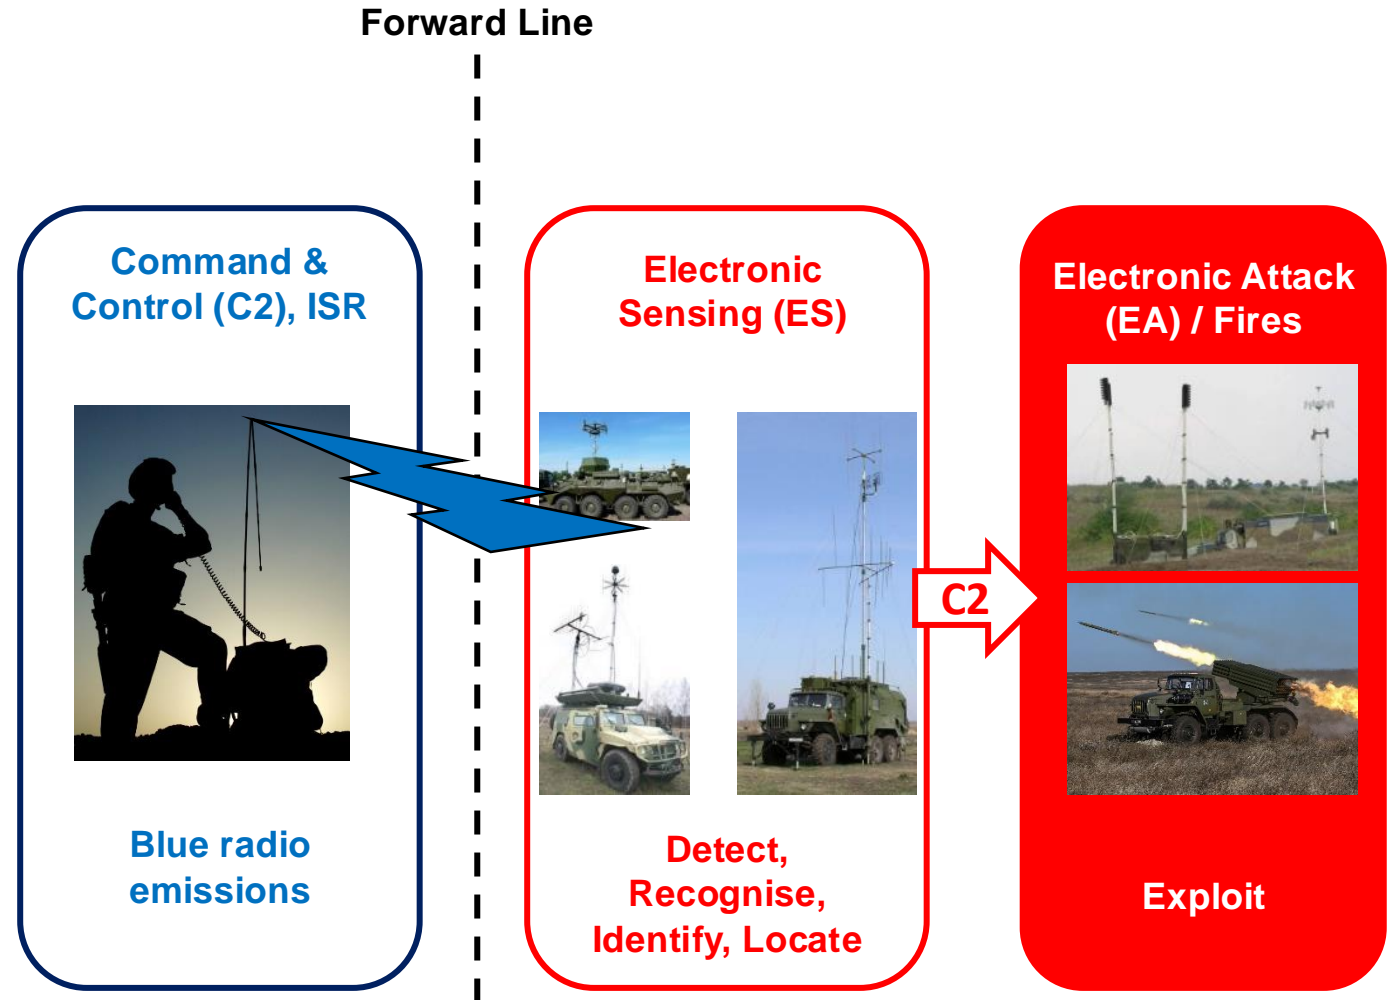 Forward Line
Command &
Control (C2), ISR
Blue radio
emissions
Electronic
Sensing (ES)
Detect,
Recognise,
Identify, Locate
C2
Electronic Attack
(EA) / Fires
Exploit